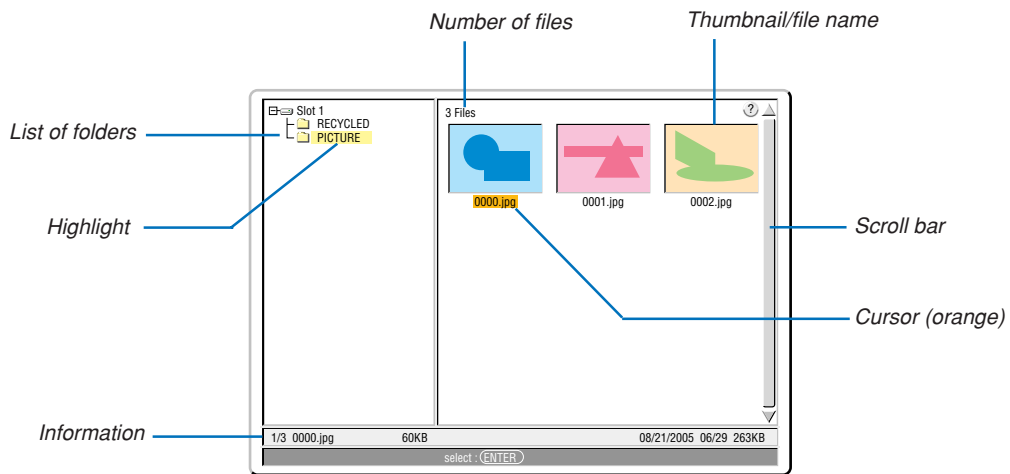 Number of files
Thumbnail/file name
List of folders
Slot 1
RECYCLED
PICTURE
Highlight
3 Files
?
0000.jpg
0001.jpg
0002.jpg
Scroll bar
Cursor (orange)
Information
1/3 0000.jpg 60KB 08/21/2005 06/29 263KB
select : ENTER